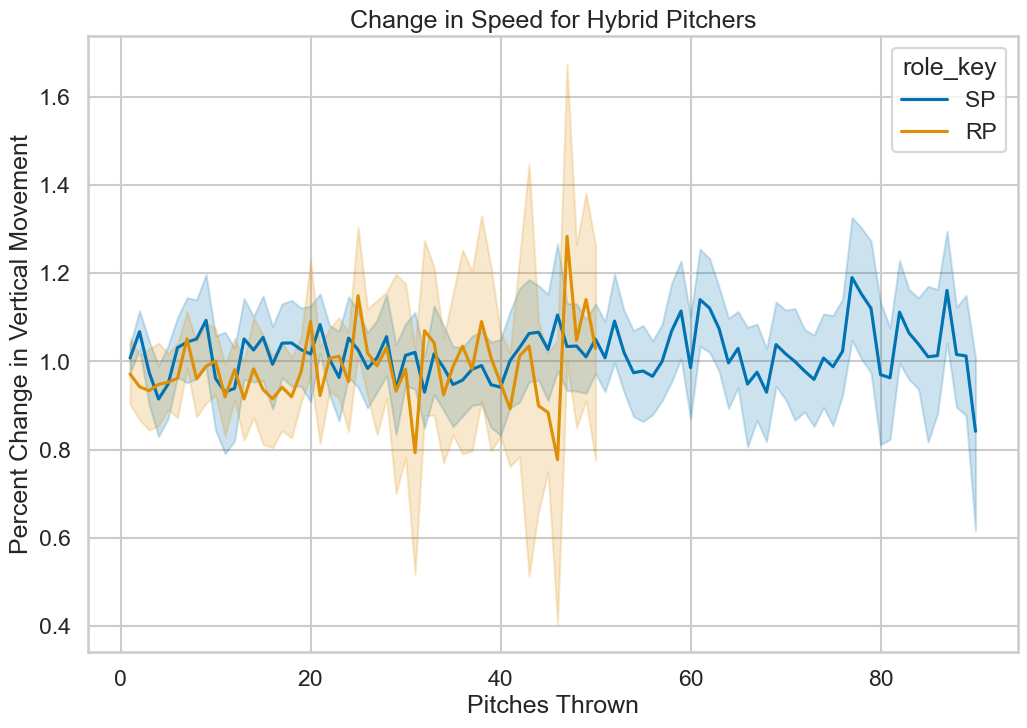 Change in Speed for Hybrid Pitchers
role_key
SP
RP
Percent Change in Vertical Movement
1.6
1.4
1.2
1.0
0.8
0.6
0.4
0
20
40
60
80
Pitches Thrown